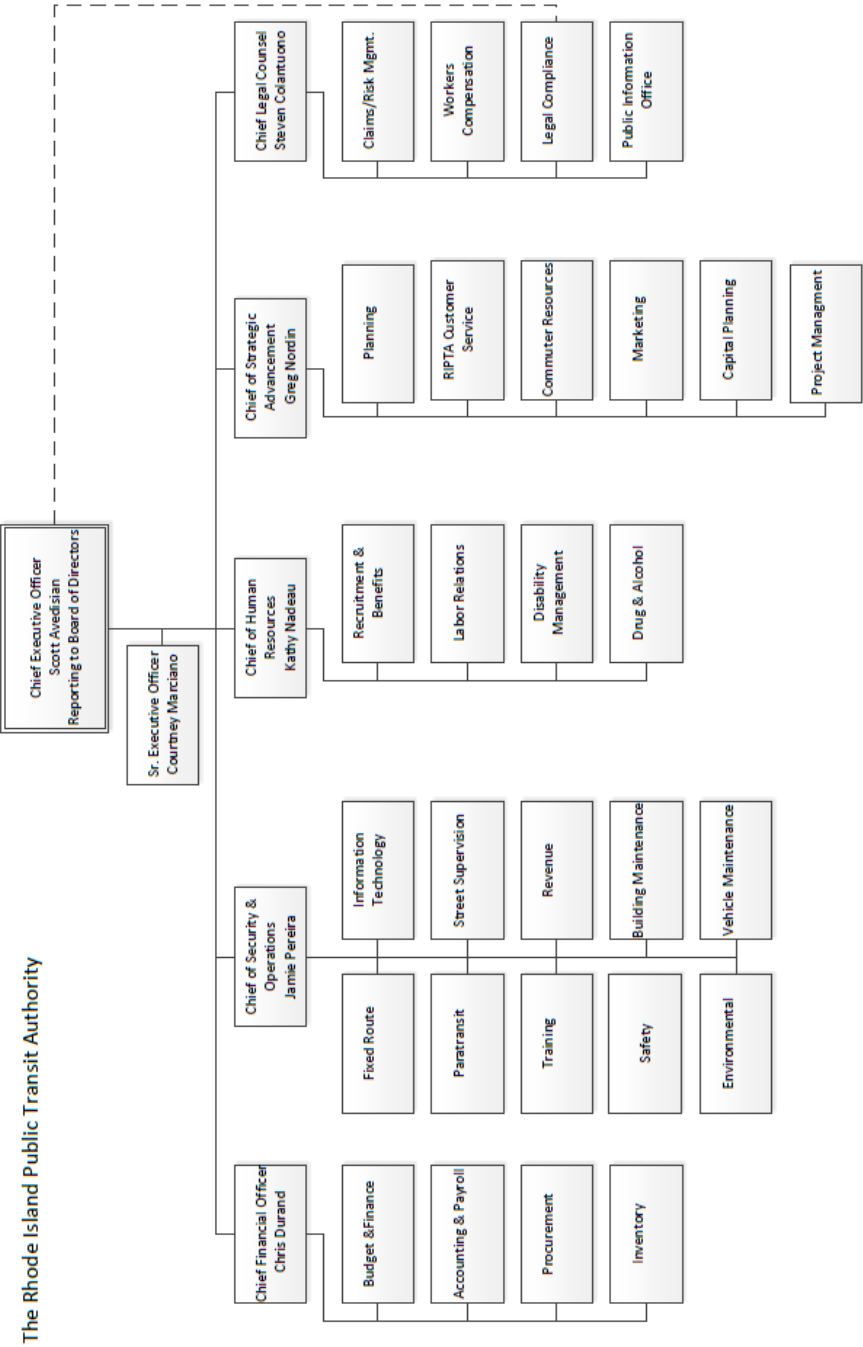 The Rhode Island Public Transit Authority
Chief Executive Officer
Scott Avedisian
Reporting to Board of Directors
Sr. Executive Officer
Courtney Marciano
Chief Financial Officer
Chris Durand
Budget &Finance
Accounting & Payroll
Procurement
Inventory
Chief of Security &
Operations
Jamie Pereira
Fixed Route
Paratransit
Training
Safety
Environmental
Information
Technology
Street Supervision
Revenue
Building Maintenance
Vehicle Maintenance
Chief of Human
Resources
Kathy Nadeau
Recruitment &
Benefits
Labor Relations
Disability
Management
Drug & Alcohol
Chief of Strategic
Advancement
Greg Nordin
Planning
RIPTA Customer
Service
Commuter Resources
Marketing
Capital Planning
Project Managment
Chief Legal Counsel
Steven Colantuono
Claims/Risk Mgmt.
Workers
Compensation
Legal Compliance
Public Information
Office